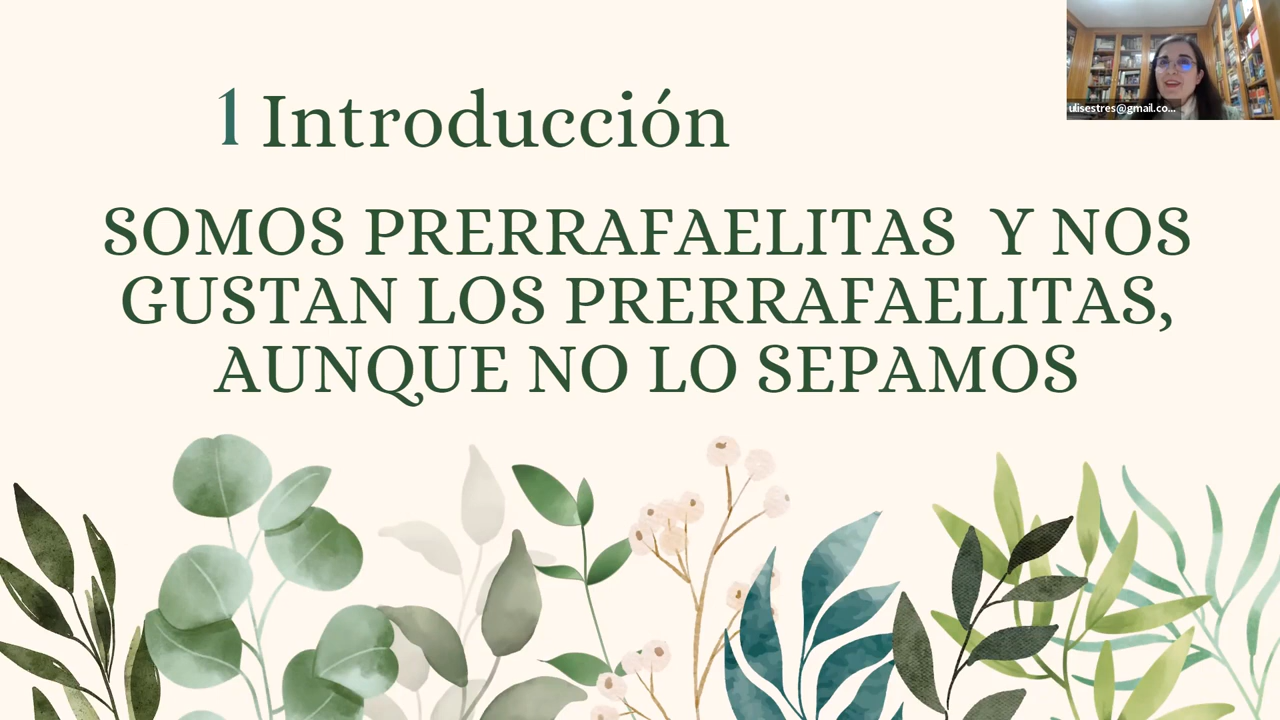 1 Introducción
SOMOS PRERRAFAELITAS Y NOS
GUSTAN LOS PRERRAFAELITAS,
AUNQUE NO LO SEPAMOS
ulisestres@gmail.co...